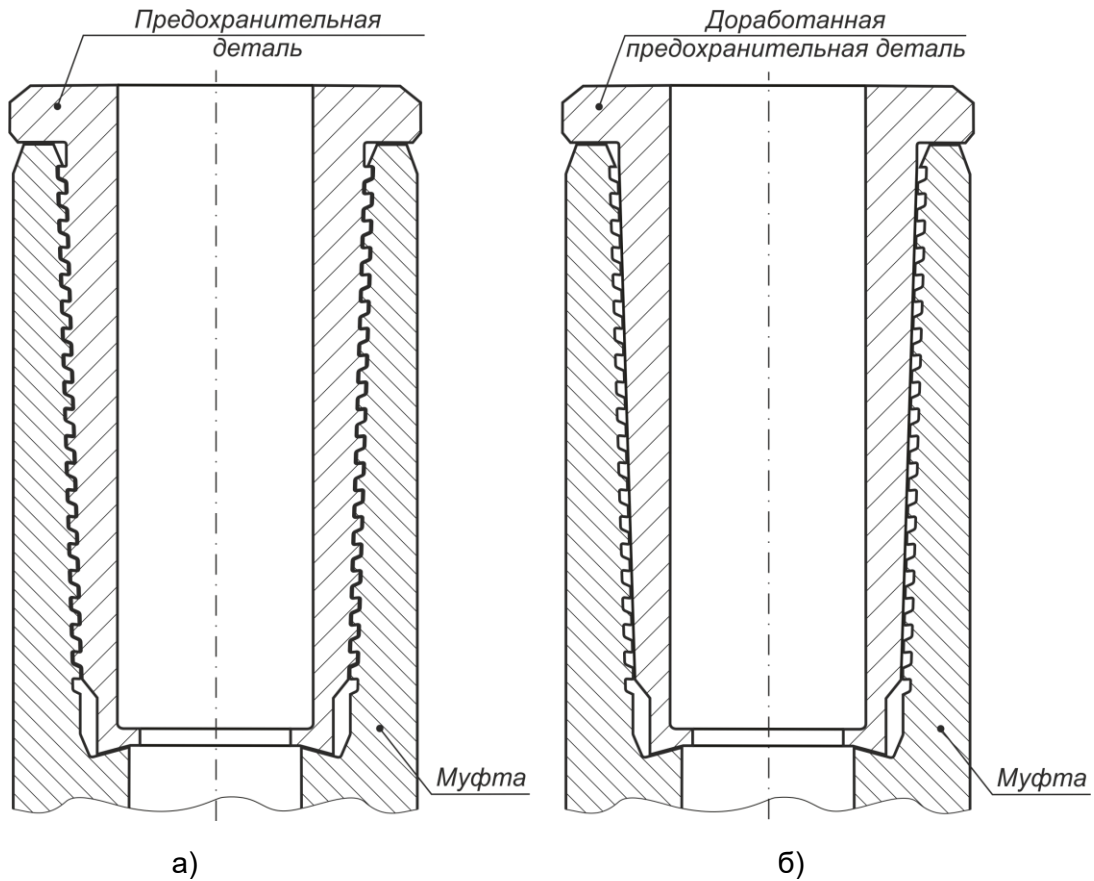 Предохранительная
деталь
Доработанная
предохранительная деталь
Муфта
Муфта
а)
б)